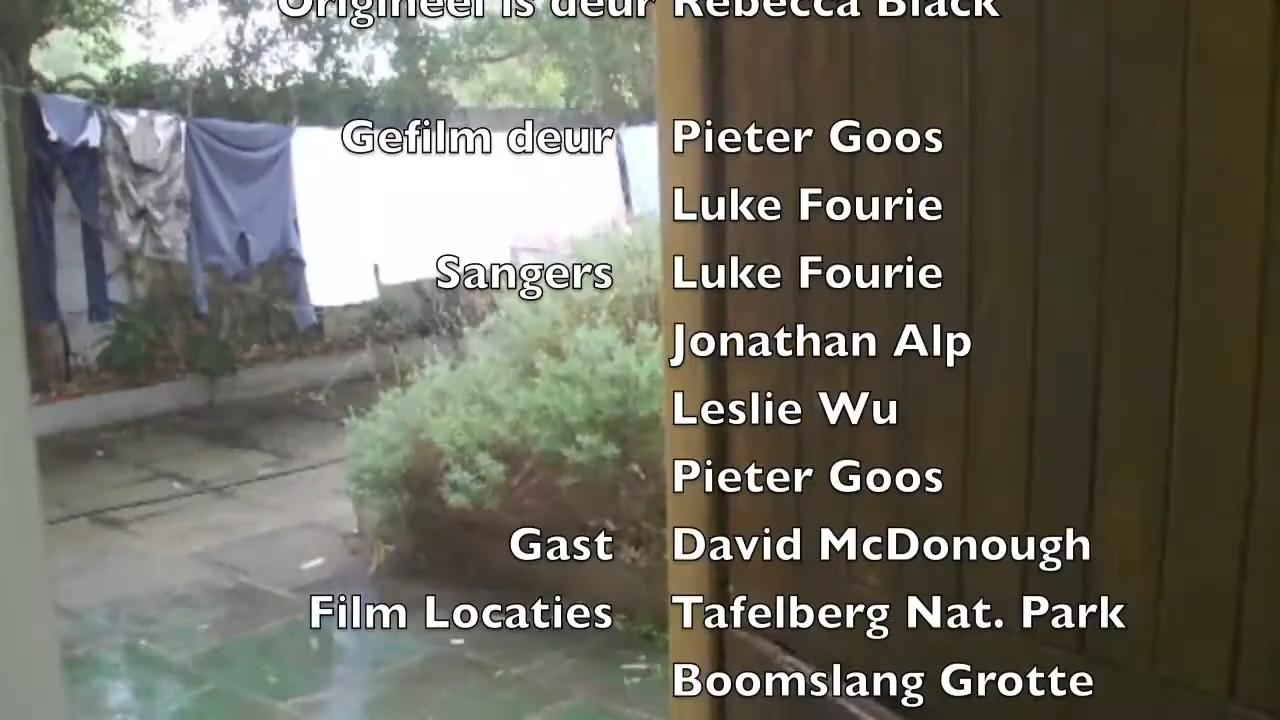 Origineel is deur Rebecca Black
Gefilm deur Pieter Goos
Luke Fourie
Sangers Luke Fourie
Jonathan Alp
Leslie Wu
Pieter Goos
Gast David McDonough
Film Locaties Tafelberg Nat. Park
Boomslang Grotte